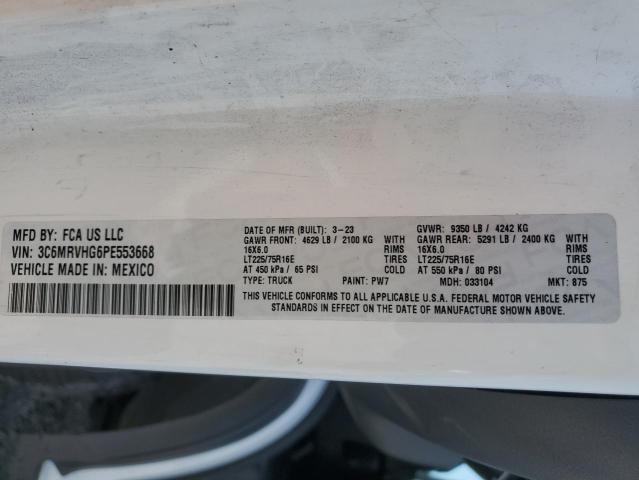 MFD BY: FCA US LLC
VIN: 3C6MRVHG6PE553668
VEHICLE MADE IN: MEXICO
DATE OF MFR (BUILT): 3-23 GVWR: 9350 LB / 4242 KG
GAWR FRONT: 4629 LB / 2100 KG WITH GAWR REAR: 5291 LB / 2400 KG WITH
16X6.0 RIMS 16X6.0 RIMS
LT225/75R16E TIRES LT225/75R16E TIRES
AT 450 kPa / 65 PSI COLD AT 550 kPa / 80 PSI COLD
TYPE: TRUCK PAINT: PW7 MDH: 033104 MKT: 875
THIS VEHICLE CONFORMS TO ALL APPLICABLE U.S.A. FEDERAL MOTOR VEHICLE SAFETY
STANDARDS IN EFFECT ON THE DATE OF MANUFACTURE SHOWN ABOVE.